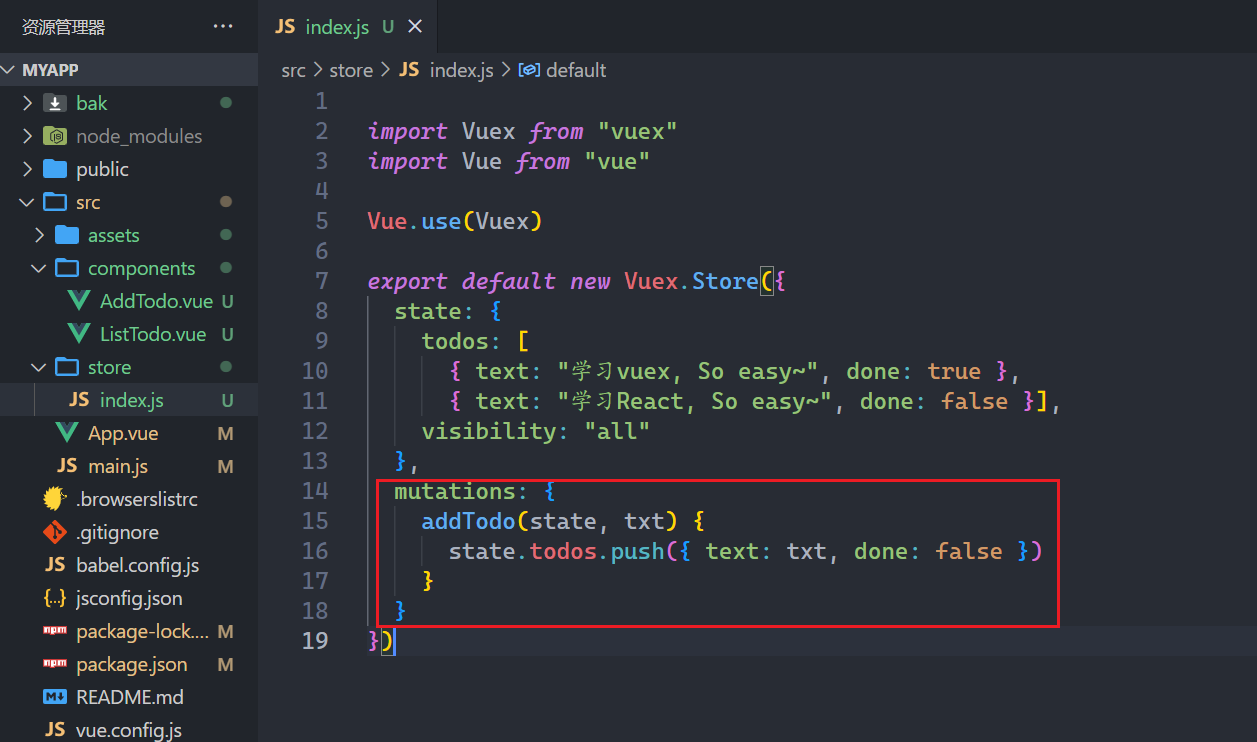 资源管理器 ···
MYAPP
bak
node_modules
public
src
assets
components
AddTodo.vue U
ListTodo.vue U
store
JS index.js U
App.vue M
JS main.js M
.browserslistrc
.gitignore
JS babel.config.js
{..} jsconfig.json
npm package-lock.... M
npm package.json M
README.md
JS vue.config.js
JS index.js U ×
src > store > JS index.js > default
1
2 import Vuex from "vuex"
3 import Vue from "vue"
4
5 Vue.use(Vuex)
6
7 export default new Vuex.Store({
8 state: {
9 todos: [
10 { text: "学习vuex, So easy~", done: true },
11 { text: "学习React, So easy~", done: false }],
12 visibility: "all"
13 },
14 mutations: {
15 addTodo(state, txt) {
16 state.todos.push({ text: txt, done: false })
17 }
18 }
19 })